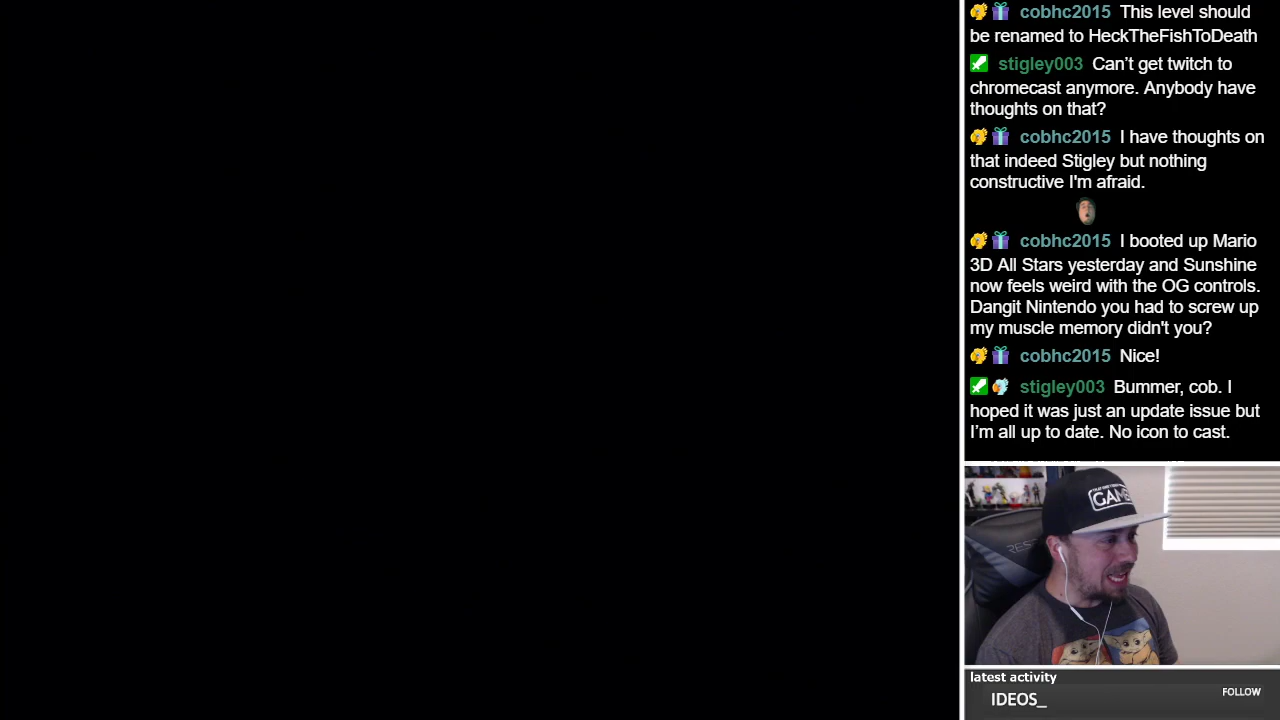 cobhc2015 This level should
be renamed to HeckTheFishToDeath
stigley003 Can’t get twitch to
chromecast anymore. Anybody have
thoughts on that?
cobhc2015 I have thoughts on
that indeed Stigley but nothing
constructive I'm afraid.
cobhc2015 I booted up Mario
3D All Stars yesterday and Sunshine
now feels weird with the OG controls.
Dangit Nintendo you had to screw up
my muscle memory didn't you?
cobhc2015 Nice!
stigley003 Bummer, cob. I
hoped it was just an update issue but
I’m all up to date. No icon to cast.
latest activity
IDEOS_
FOLLOW